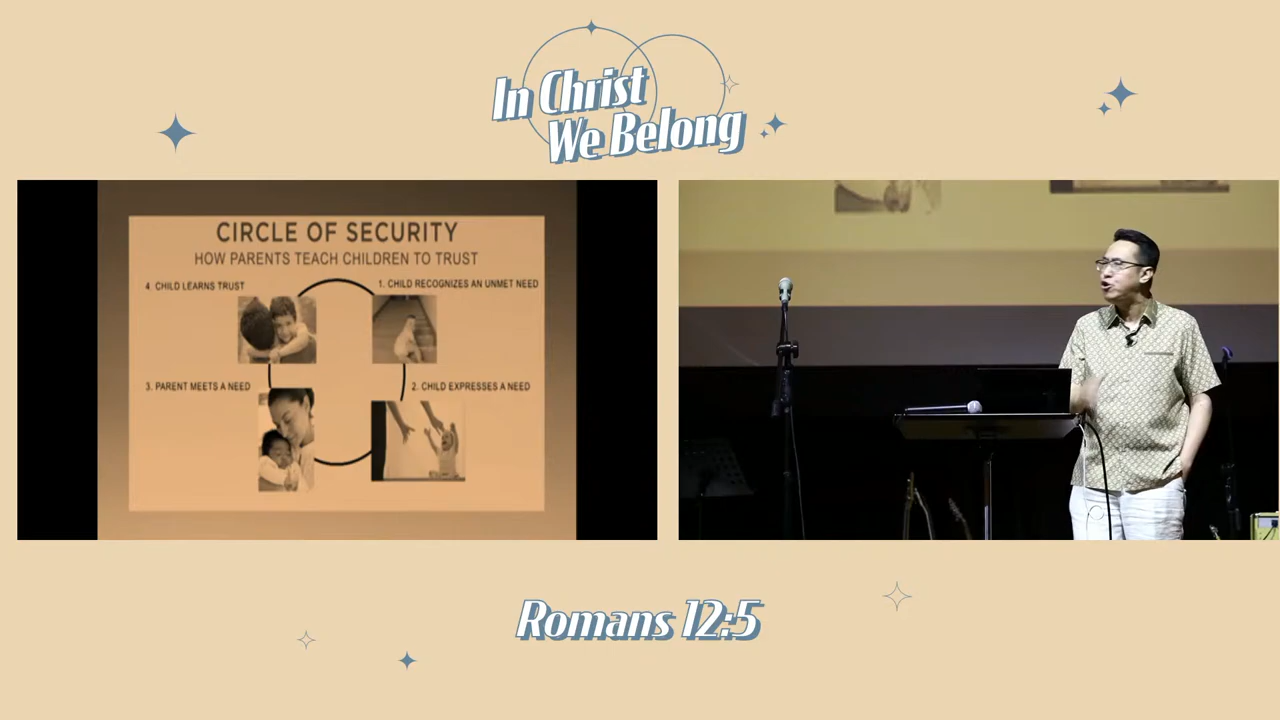 In Christ
We Belong
CIRCLE OF SECURITY
HOW PARENTS TEACH CHILDREN TO TRUST
4 CHILD LEARNS TRUST
1. CHILD RECOGNIZES AN UNMET NEED
3. PARENT MEETS A NEED
2. CHILD EXPRESSES A NEED
Romans 12:5